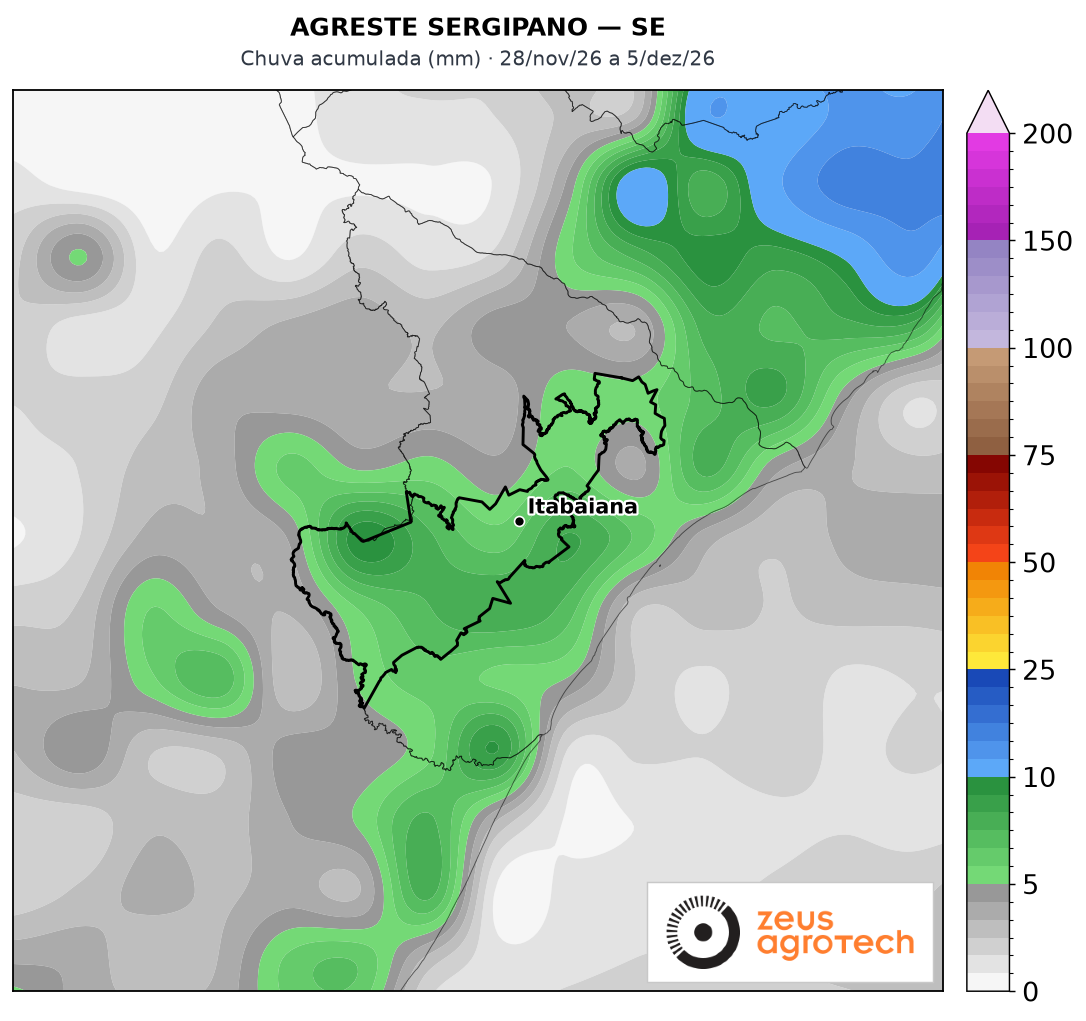 AGRESTE SERGIPANO — SE
Chuva acumulada (mm) · 28/nov/26 a 5/dez/26
200
150
100
75
50
25
10
5
0
Itabaiana
zeus
agrotech